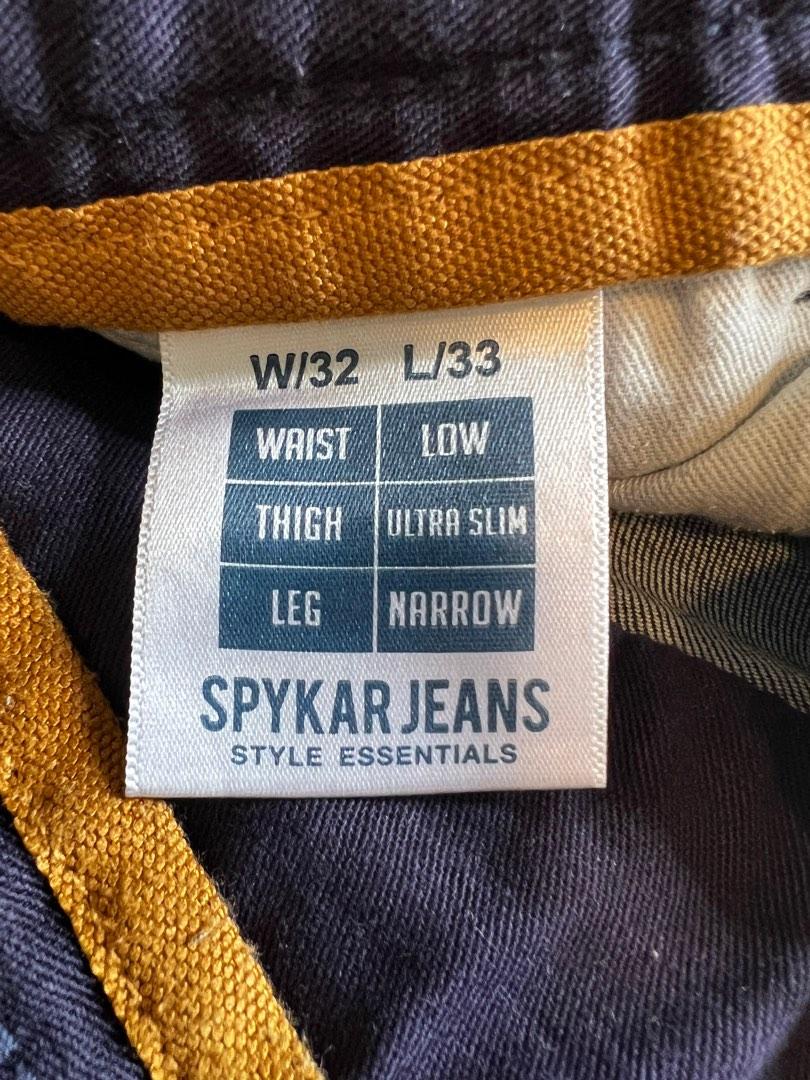 W/32 L/33
WAIST LOW
THIGH ULTRA SLIM
LEG NARROW
SPYKAR JEANS
STYLE ESSENTIALS